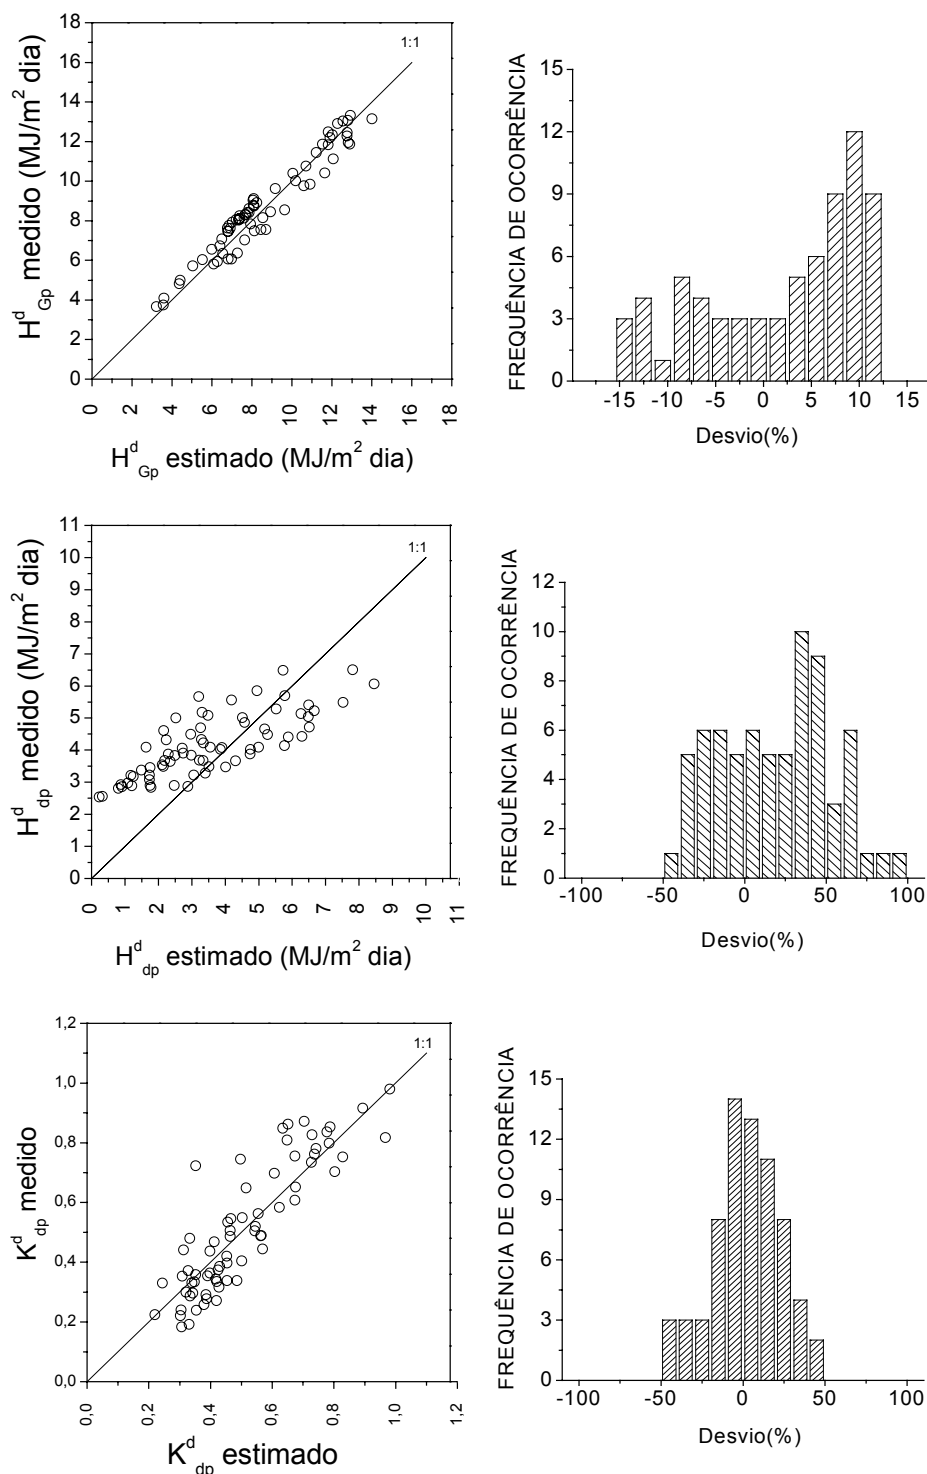 18
16
14
12
10
8
6
4
2
0
1:1
H^d_Gp medido (MJ/m² dia)
0 2 4 6 8 10 12 14 16 18
H^d_Gp estimado (MJ/m² dia)
FREQUÊNCIA DE OCORRÊNCIA
15
12
9
6
3
0
-15 -10 -5 0 5 10 15
Desvio(%)
11
10
9
8
7
6
5
4
3
2
1
0
1:1
H^d_dp medido (MJ/m² dia)
0 1 2 3 4 5 6 7 8 9 10 11
H^d_dp estimado (MJ/m² dia)
FREQUÊNCIA DE OCORRÊNCIA
12
10
8
6
4
2
0
-100 -50 0 50 100
Desvio(%)
1,2
1,0
0,8
0,6
0,4
0,2
0,0
1:1
K^d_dp medido
0,0 0,2 0,4 0,6 0,8 1,0 1,2
K^d_dp estimado
FREQUÊNCIA DE OCORRÊNCIA
15
12
9
6
3
0
-100 -50 0 50 100
Desvio(%)